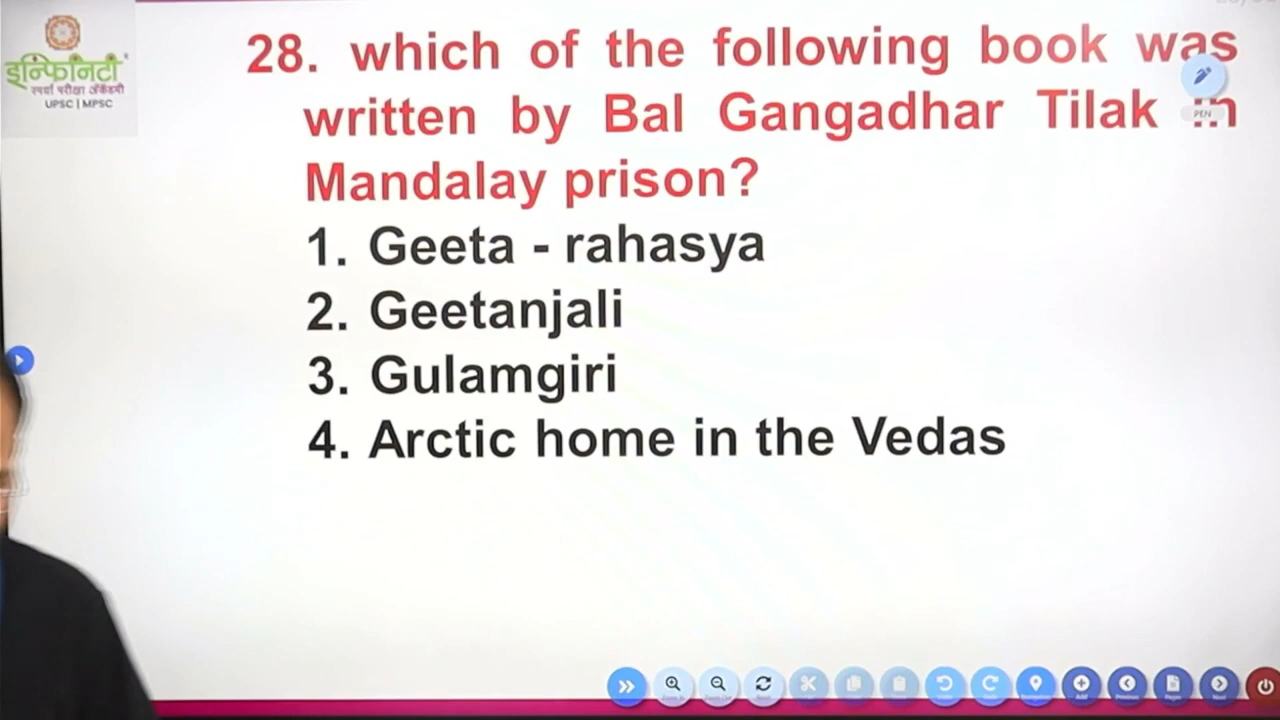 इन्फिनिटी
स्पर्धा परीक्षा अॅकॅडमी
UPSC | MPSC
28. which of the following book was
written by Bal Gangadhar Tilak in
Mandalay prison?
1. Geeta - rahasya
2. Geetanjali
3. Gulamgiri
4. Arctic home in the Vedas
PEN